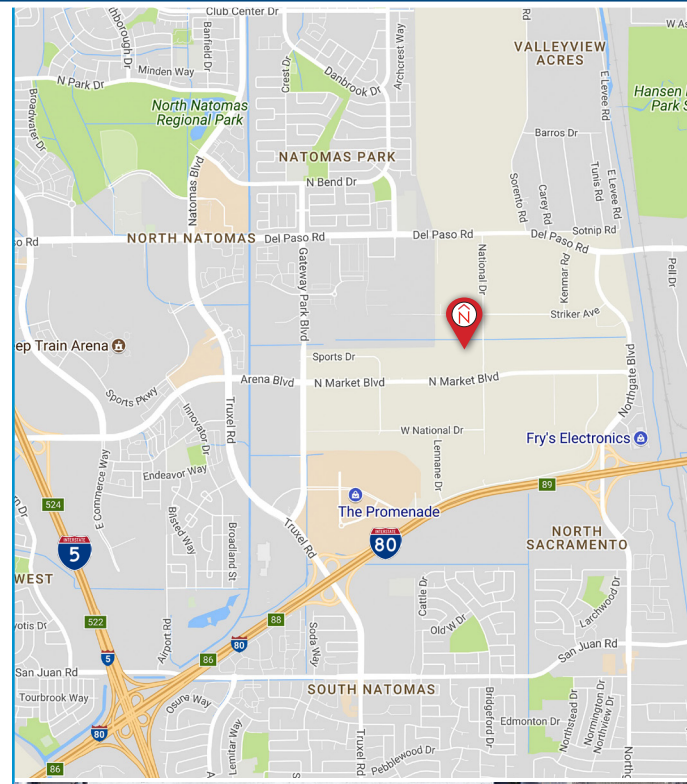 Club Center Dr
Rd
W As
hborough Dr
Banfield Dr
Minden Way
N Park Dr
Broadwater Dr
Crest Dr
Danbrook Dr
Archcrest Way
VALLEYVIEW
ACRES
E Levee Rd
Hansen
Park S
North Natomas
Regional Park
Natomas Blvd
NATOMAS PARK
N Bend Dr
Barros Dr
Sorento Rd
Carey Rd
Tunis Rd
E Levee Rd
so Rd
NORTH NATOMAS
Del Paso Rd
Del Paso Rd
Del Paso Rd
Sotnip Rd
Gateway Park Blvd
National Dr
Kenmar Rd
Pell Dr
N
Striker Ave
eep Train Arena
Sports Dr
Northgate Blvd
Arena Blvd
N Market Blvd
N Market Blvd
Sports Pkwy
Truxel Rd
Innovator Dr
W National Dr
Lennane Dr
Fry's Electronics
E Commerce Way
Endeavor Way
89
524
Bilsted Way
Broadland St
The Promenade
Truxel Rd
INTERSTATE
5
INTERSTATE
80
NORTH
SACRAMENTO
WEST
Cattle Dr
Larchwood Dr
522
Airport Rd
88
Soda Way
Old W Dr
80
5
86
San Juan Rd
San Juan Rd
Tourbrook Way
Osuna Way
SOUTH NATOMAS
Lemitar Way
Truxel Rd
Bridgeford Dr
Edmonton Dr
Northstead Dr
Normington Dr
Northview Dr
80
Pebblewood Dr
86